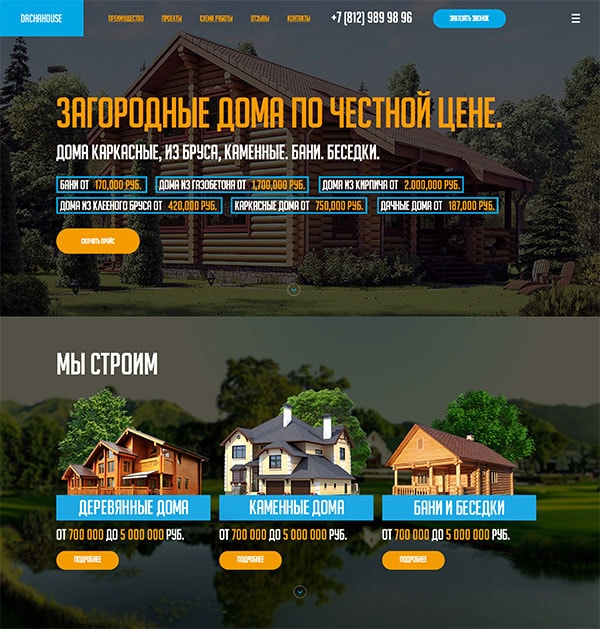 DACHAHOUSE
ПРЕИМУЩЕСТВО ПРОЕКТЫ СХЕМА РАБОТЫ ОТЗЫВЫ КОНТАКТЫ
+7 (812) 989 98 96
ЗАКАЗАТЬ ЗВОНОК
ЗАГОРОДНЫЕ ДОМА ПО ЧЕСТНОЙ ЦЕНЕ.
ДОМА КАРКАСНЫЕ, ИЗ БРУСА, КАМЕННЫЕ. БАНИ. БЕСЕДКИ.
БАНИ ОТ 170,000 РУБ. ДОМА ИЗ ГАЗОБЕТОНА ОТ 1,700,000 РУБ. ДОМА ИЗ КИРПИЧА ОТ 2.000,000 РУБ.
ДОМА ИЗ КЛЕЕНОГО БРУСА ОТ 420,000 РУБ. КАРКАСНЫЕ ДОМА ОТ 750,000 РУБ. ДАЧНЫЕ ДОМА ОТ 187,000 РУБ.
СКАЧАТЬ ПРАЙС
МЫ СТРОИМ
ДЕРЕВЯННЫЕ ДОМА
ОТ 700 000 ДО 5 000 000 РУБ.
ПОДРОБНЕЕ
КАМЕННЫЕ ДОМА
ОТ 700 000 ДО 5 000 000 РУБ.
ПОДРОБНЕЕ
БАНИ И БЕСЕДКИ
ОТ 700 000 ДО 5 000 000 РУБ.
ПОДРОБНЕЕ